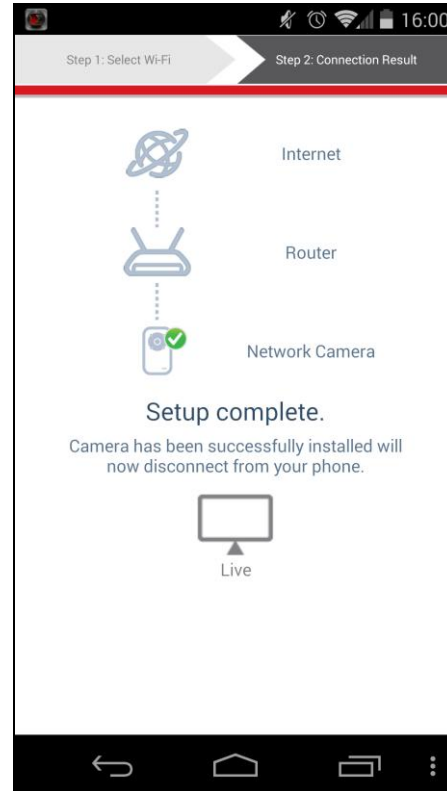 16:00
Step 1: Select Wi-Fi
Step 2: Connection Result
Internet
Router
Network Camera
Setup complete.
Camera has been successfully installed will
now disconnect from your phone.
Live